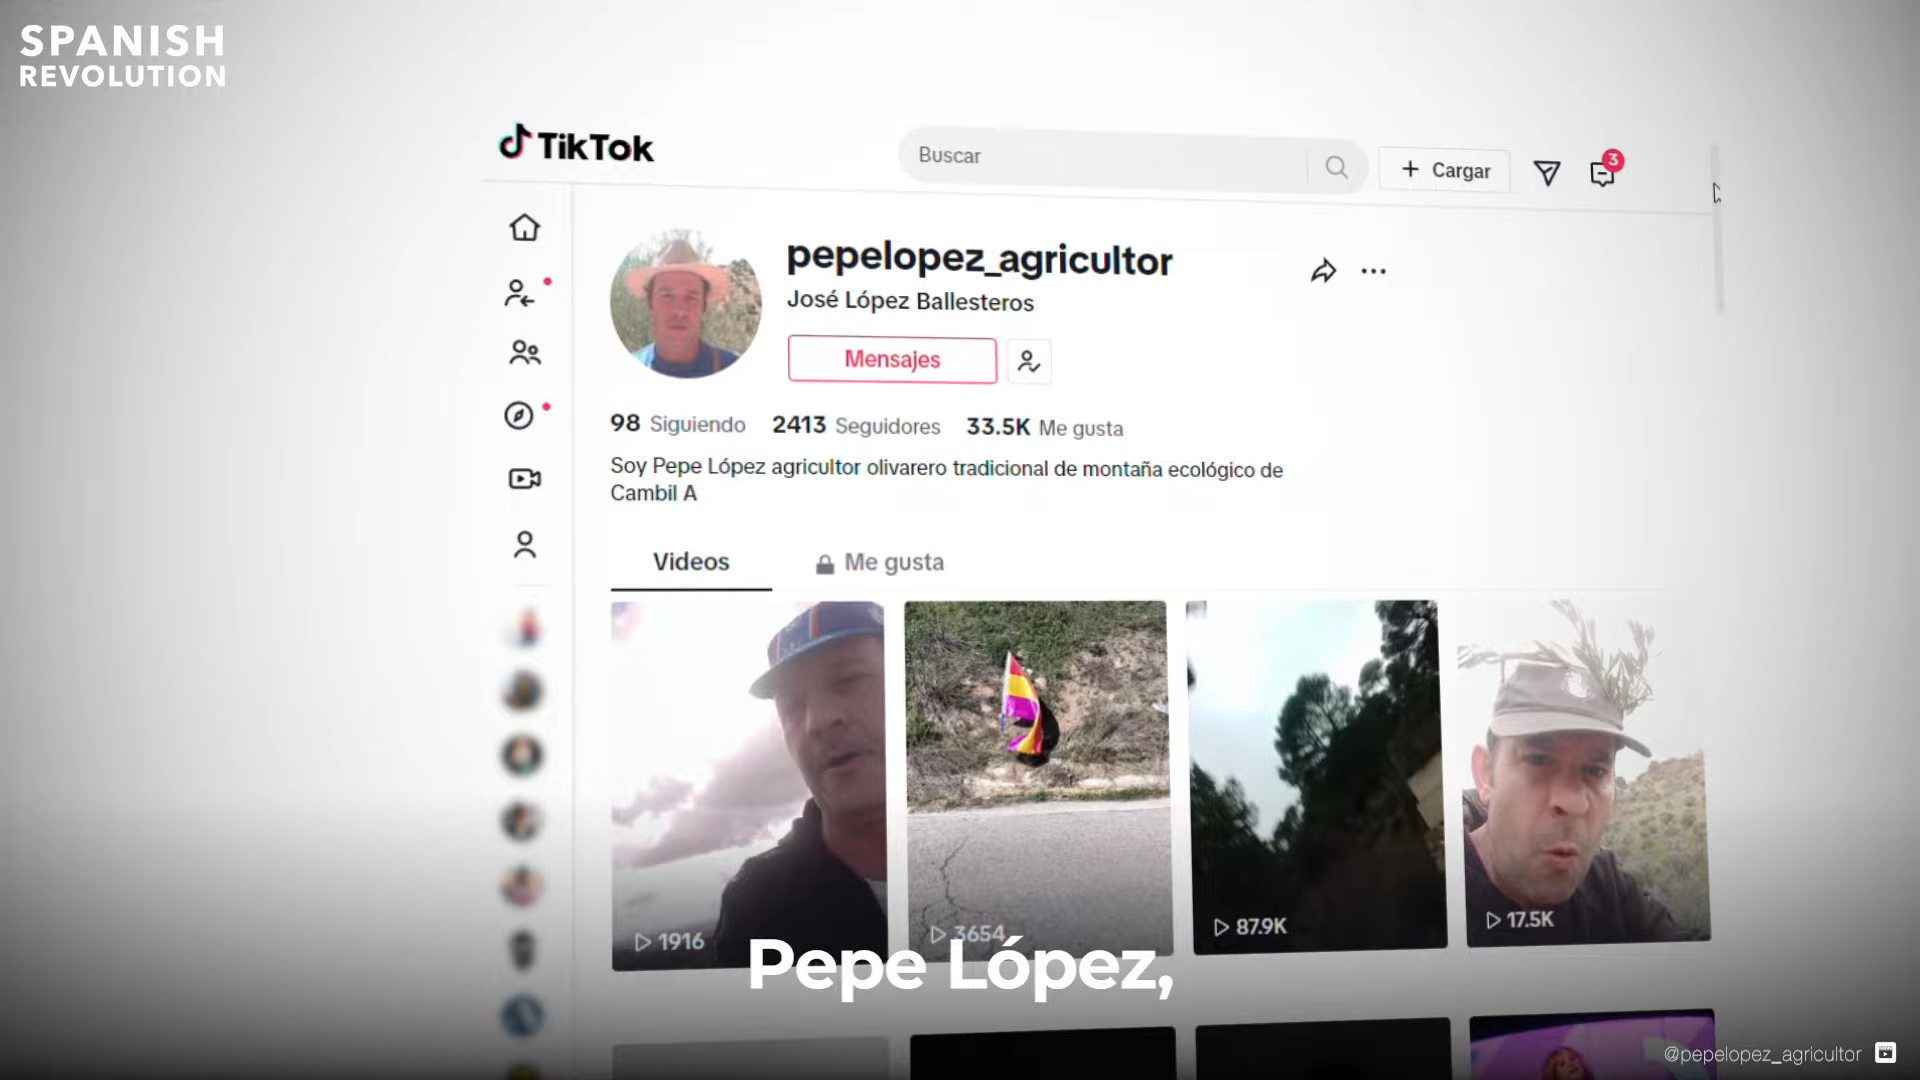 SPANISH
REVOLUTION
TikTok
Buscar
Cargar
3
pepelopez_agricultor
José López Ballesteros
Mensajes
98 Siguiendo 2413 Seguidores 33.5K Me gusta
Soy Pepe López agricultor olivarero tradicional de montaña ecológico de
Cambil A
Videos
Me gusta
1916
3654
87.9K
17.5K
Pepe López,
@pepelopez_agricultor